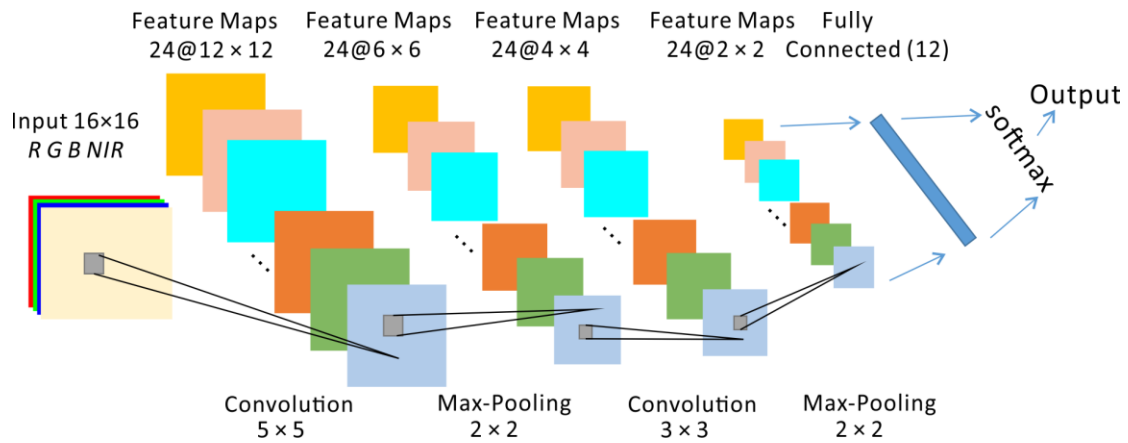 Feature Maps
24@12 × 12
Feature Maps
24@6 × 6
Feature Maps
24@4 × 4
Feature Maps
24@2 × 2
Fully
Connected (12)
Input 16×16
R G B NIR
softmax
Output
Convolution
5 × 5
Max-Pooling
2 × 2
Convolution
3 × 3
Max-Pooling
2 × 2